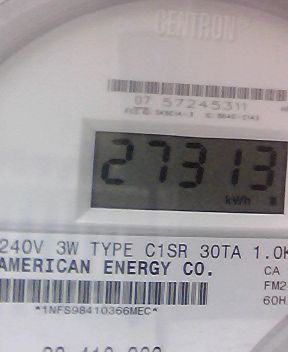 CENTRON
07 57245311
27313
kWh
240V 3W TYPE C1SR 30TA 1.0K
AMERICAN ENERGY CO.
CA
FM2
60H
*1NFS98410366MEC*